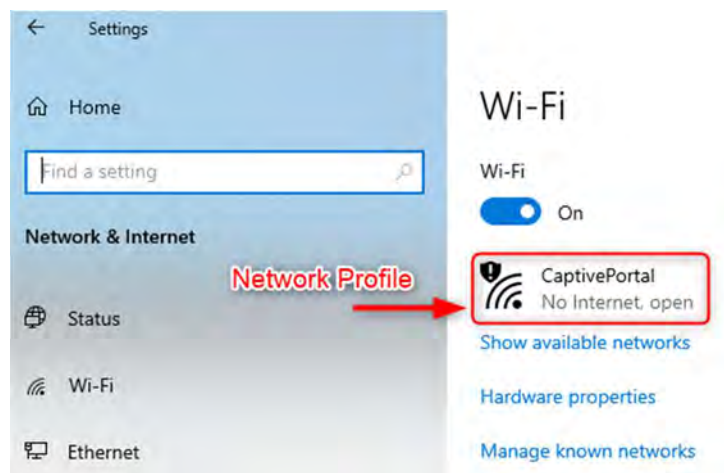 Settings
Home
Find a setting
Network & Internet
Status
Wi-Fi
Ethernet
Network Profile
Wi-Fi
Wi-Fi
On
CaptivePortal
No Internet, open
Show available networks
Hardware properties
Manage known networks